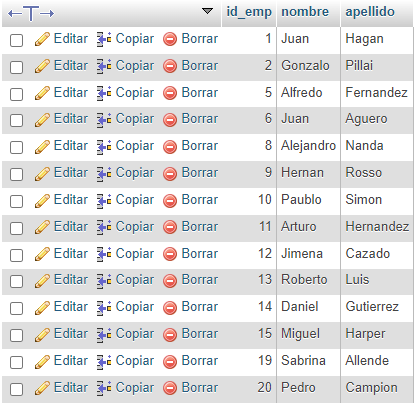 id_emp nombre apellido
Editar Copiar Borrar 1 Juan Hagan
Editar Copiar Borrar 2 Gonzalo Pillai
Editar Copiar Borrar 5 Alfredo Fernandez
Editar Copiar Borrar 6 Juan Aguero
Editar Copiar Borrar 8 Alejandro Nanda
Editar Copiar Borrar 9 Hernan Rosso
Editar Copiar Borrar 10 Paublo Simon
Editar Copiar Borrar 11 Arturo Hernandez
Editar Copiar Borrar 12 Jimena Cazado
Editar Copiar Borrar 13 Roberto Luis
Editar Copiar Borrar 14 Daniel Gutierrez
Editar Copiar Borrar 15 Miguel Harper
Editar Copiar Borrar 19 Sabrina Allende
Editar Copiar Borrar 20 Pedro Campion